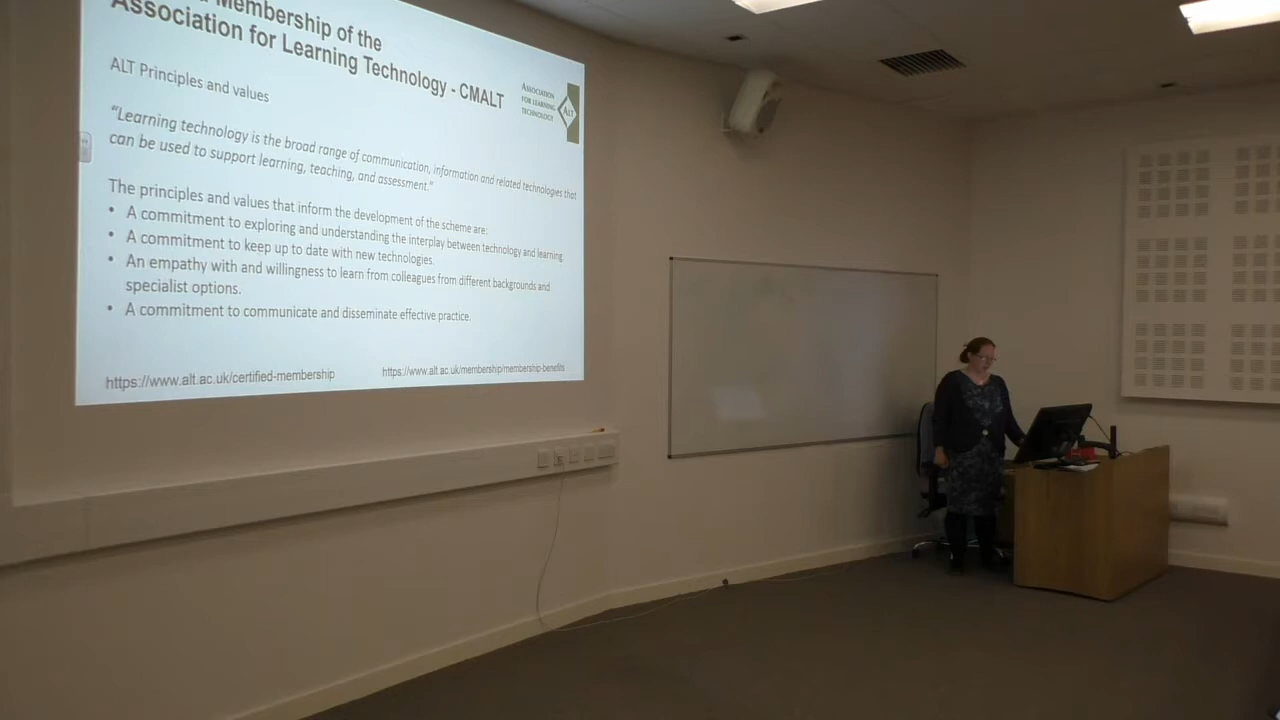 Membership of the
Association for Learning Technology - CMALT
ASSOCIATION
FOR LEARNING
TECHNOLOGY
ALT
ALT Principles and values
"Learning technology is the broad range of communication, information and related technologies that
can be used to support learning, teaching, and assessment."
The principles and values that inform the development of the scheme are:
• A commitment to exploring and understanding the interplay between technology and learning.
• A commitment to keep up to date with new technologies.
• An empathy with and willingness to learn from colleagues from different backgrounds and
specialist options.
• A commitment to communicate and disseminate effective practice.
https://www.alt.ac.uk/certified-membership
https://www.alt.ac.uk/membership/membership-benefits